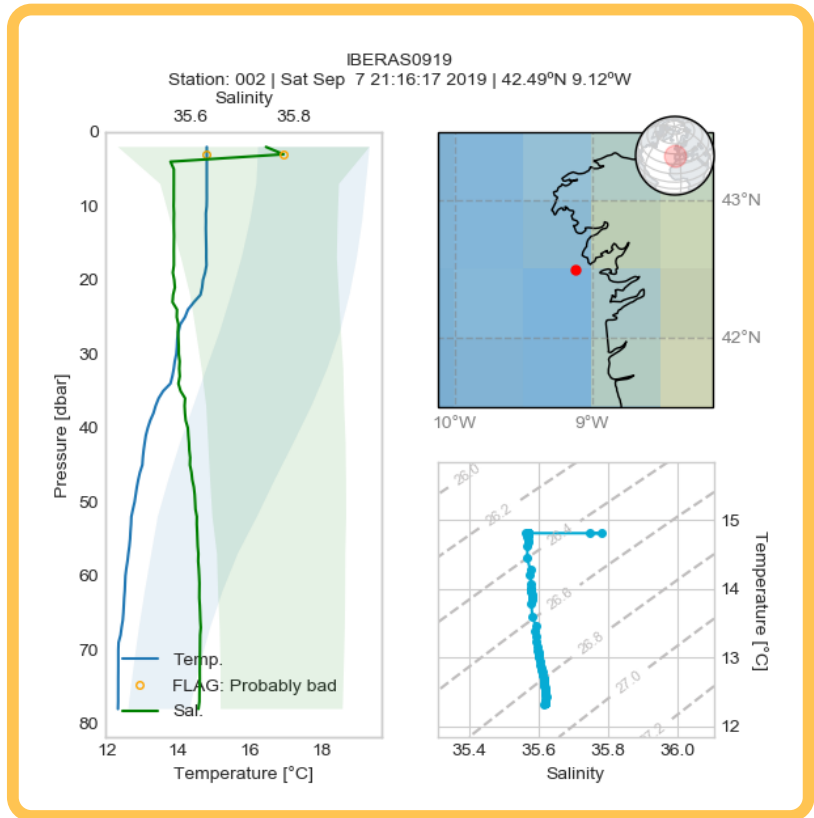 IBERAS0919
Station: 002 | Sat Sep  7 21:16:17 2019 | 42.49ºN 9.12ºW
Salinity
35.6 35.8
0
10
20
30
40
50
60
70
80
Pressure [dbar]
Temp.
FLAG: Probably bad
Sal.
12 14 16 18
Temperature [°C]
43°N
42°N
10°W 9°W
26.0
26.2
26.4
26.6
26.8
27.0
27.2
15
14
13
12
Temperature [°C]
35.4 35.6 35.8 36.0
Salinity